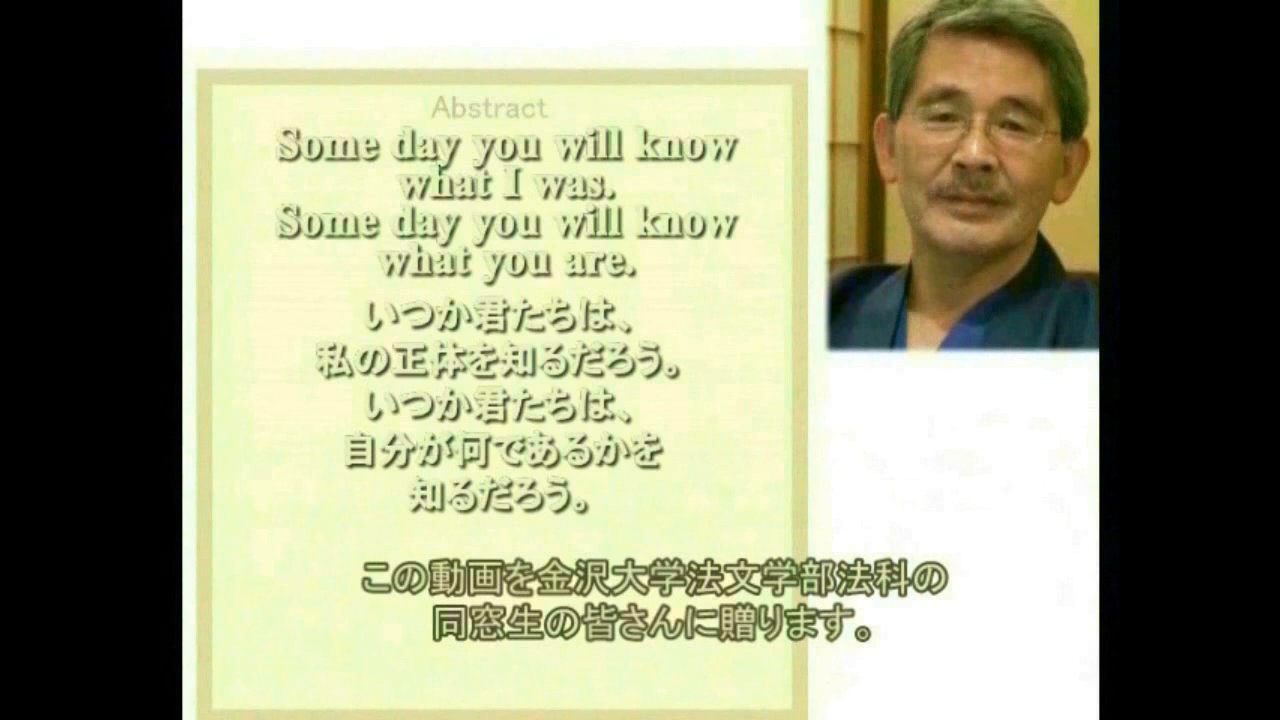 Abstract
Some day you will know
what I was.
Some day you will know
what you are.
いつか君たちは、
私の正体を知るだろう。
いつか君たちは、
自分が何であるかを
知るだろう。
この動画を金沢大学法文学部法科の
同窓生の皆さんに贈ります。